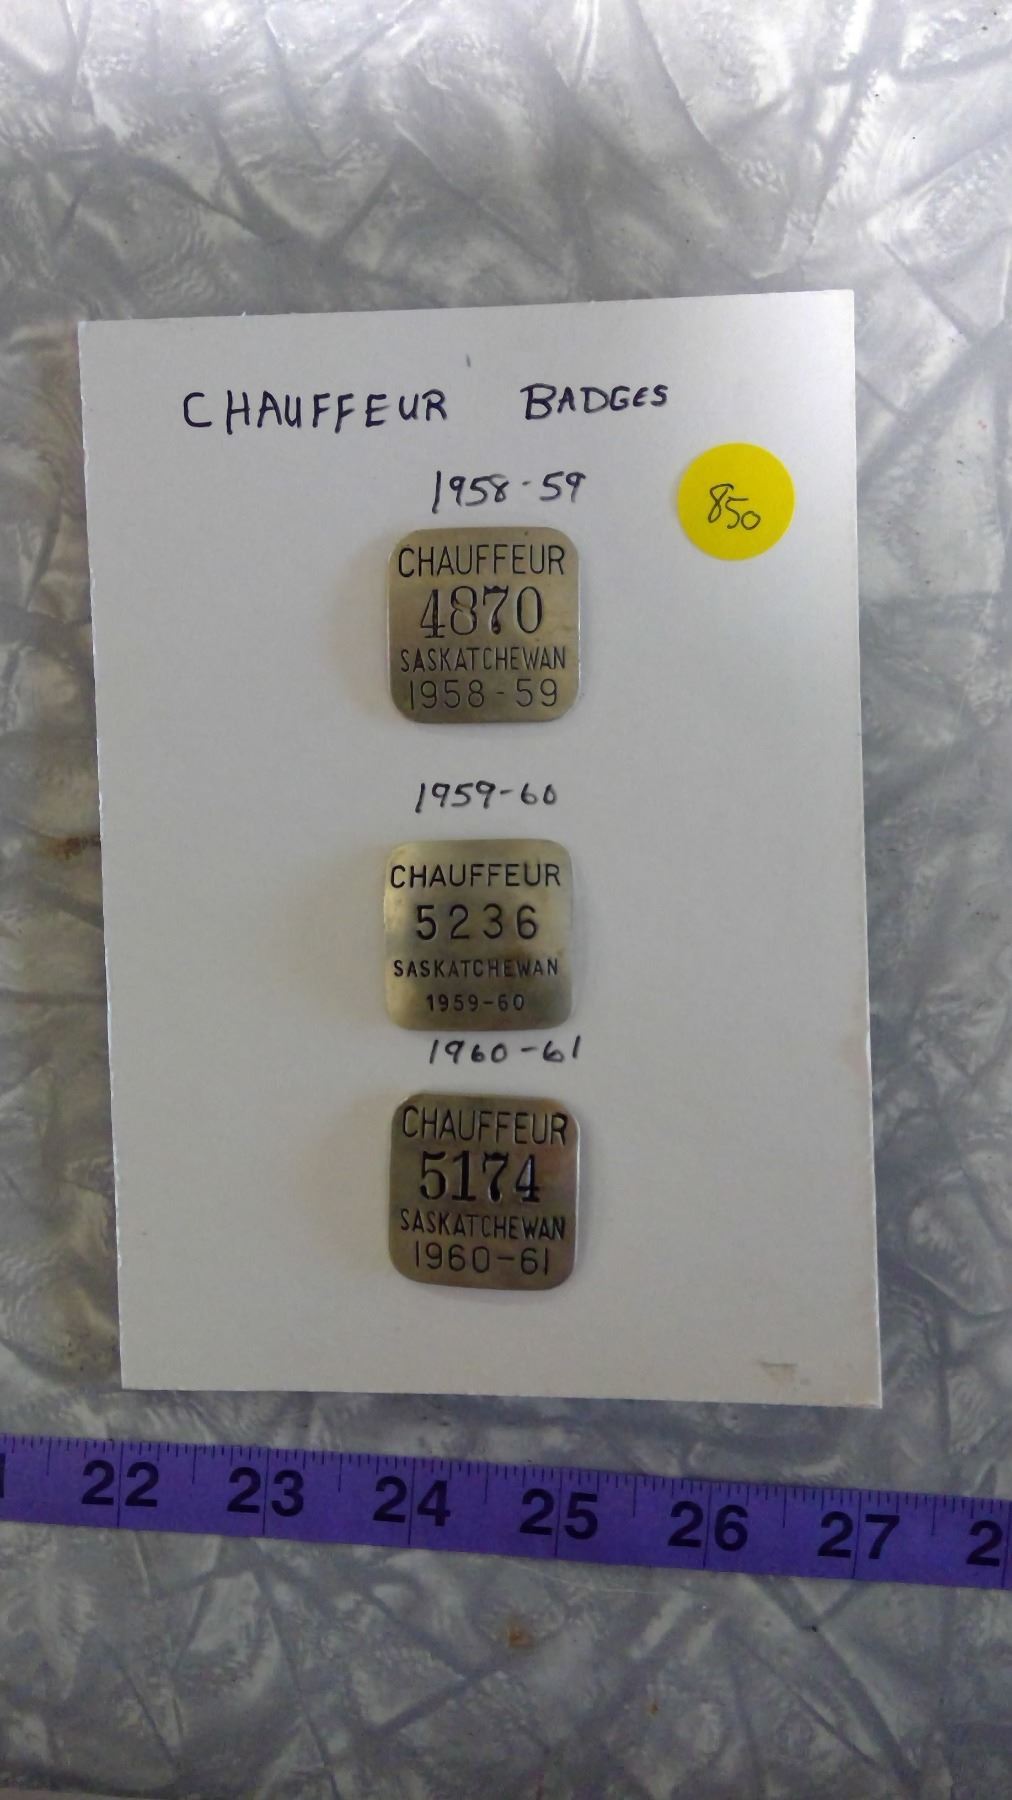 CHAUFFEUR BADGES
1958-59
850
CHAUFFEUR
4870
SASKATCHEWAN
1958-59
1959-60
CHAUFFEUR
5236
SASKATCHEWAN
1959-60
1960-61
CHAUFFEUR
5174
SASKATCHEWAN
1960-61
22 23 24 25 26 27